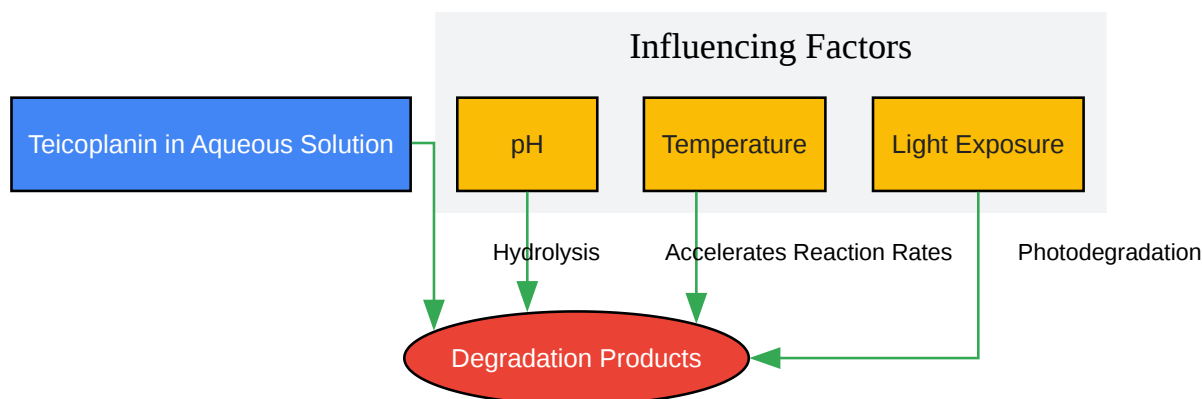 Influencing Factors
Teicoplanin in Aqueous Solution
pH
Temperature
Light Exposure
Hydrolysis
Accelerates Reaction Rates
Photodegradation
Degradation Products